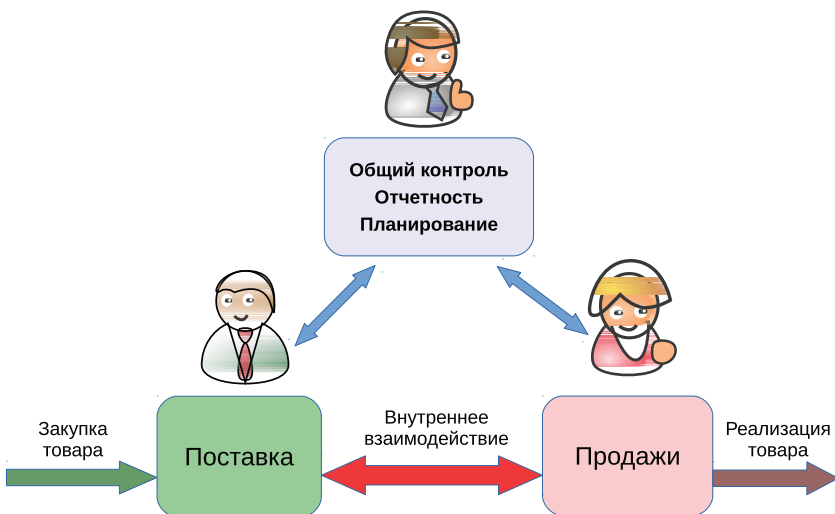 Общий контроль
Отчетность
Планирование
Закупка
товара
Поставка
Внутреннее
взаимодействие
Продажи
Реализация
товара